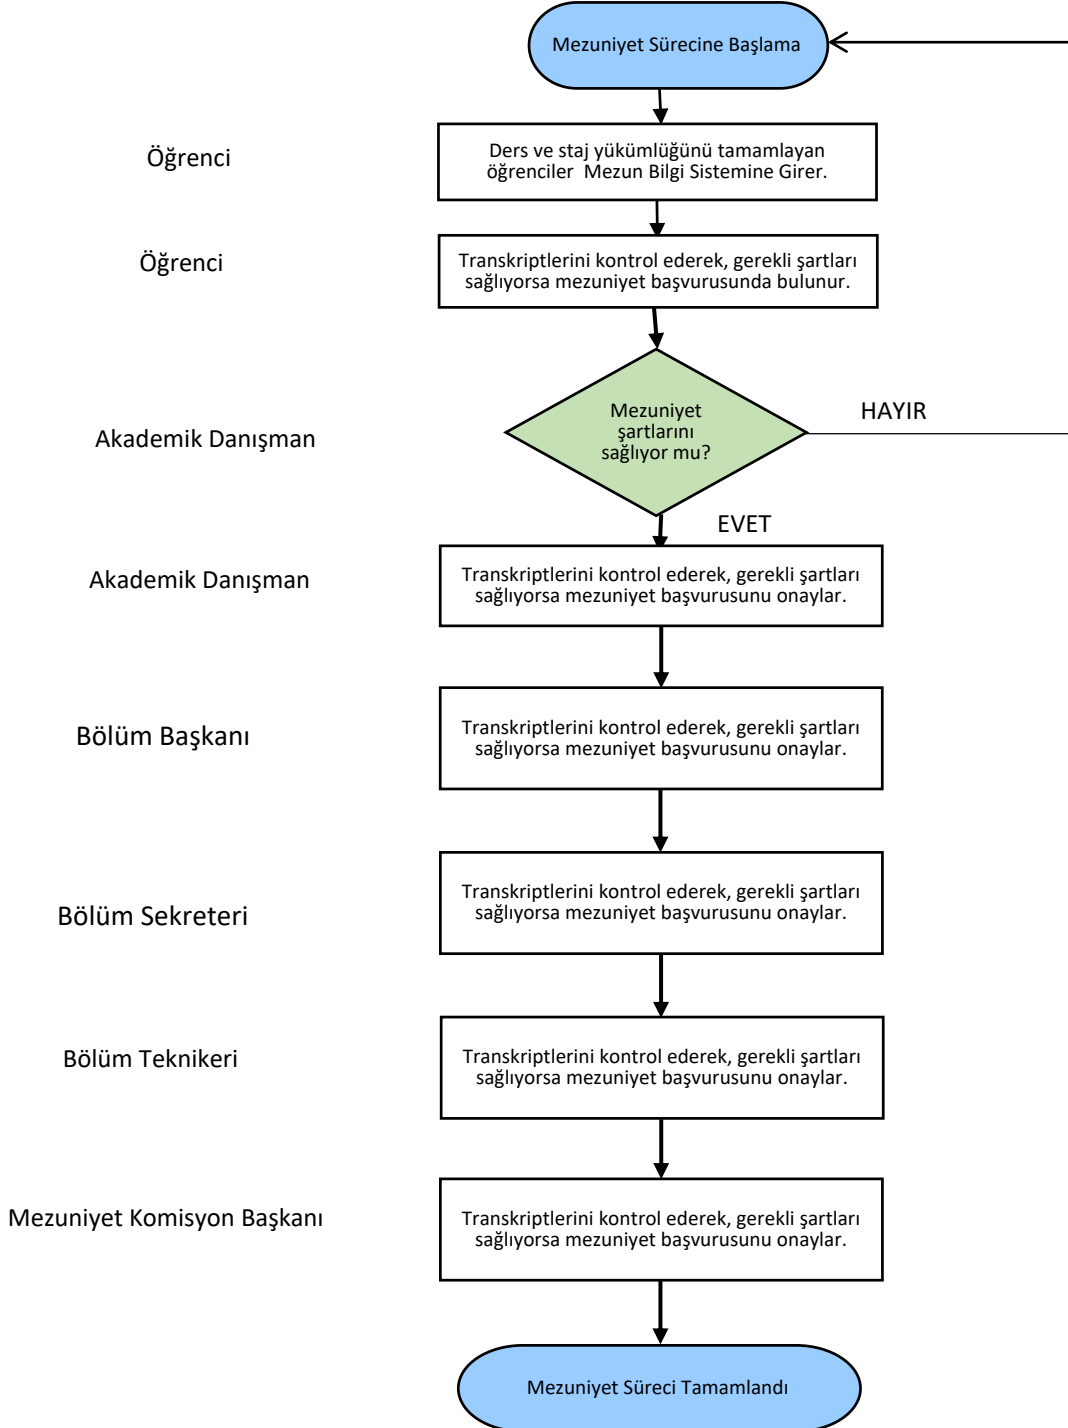 Mezuniyet Sürecine Başlama
Öğrenci
Ders ve staj yükümlüğünü tamamlayan
öğrenciler Mezun Bilgi Sistemine Girer.
Öğrenci
Transkriptlerini kontrol ederek, gerekli şartları
sağlıyorsa mezuniyet başvurusunda bulunur.
Akademik Danışman
Mezuniyet
şartlarını
sağlıyor mu?
HAYIR
EVET
Akademik Danışman
Transkriptlerini kontrol ederek, gerekli şartları
sağlıyorsa mezuniyet başvurusunu onaylar.
Bölüm Başkanı
Transkriptlerini kontrol ederek, gerekli şartları
sağlıyorsa mezuniyet başvurusunu onaylar.
Bölüm Sekreteri
Transkriptlerini kontrol ederek, gerekli şartları
sağlıyorsa mezuniyet başvurusunu onaylar.
Bölüm Teknikeri
Transkriptlerini kontrol ederek, gerekli şartları
sağlıyorsa mezuniyet başvurusunu onaylar.
Mezuniyet Komisyon Başkanı
Transkriptlerini kontrol ederek, gerekli şartları
sağlıyorsa mezuniyet başvurusunu onaylar.
Mezuniyet Süreci Tamamlandı